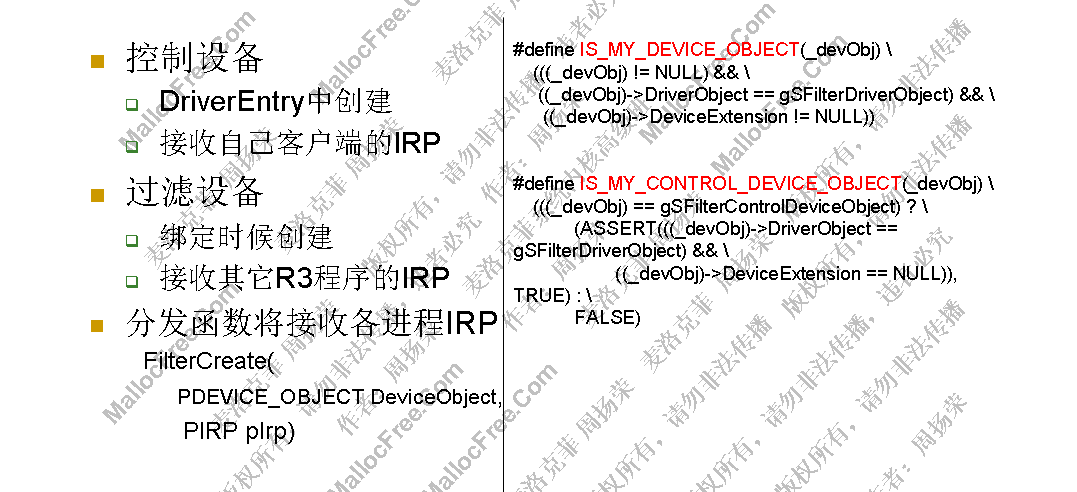 控制设备
DriverEntry中创建
接收自己客户端的IRP
过滤设备
绑定时候创建
接收其它R3程序的IRP
分发函数将接收各进程IRP
FilterCreate(
PDEVICE_OBJECT DeviceObject,
PIRP pIrp)
#define IS_MY_DEVICE_OBJECT(_devObj) \
(((_devObj) != NULL) && \
((_devObj)->DriverObject == gSFilterDriverObject) && \
((_devObj)->DeviceExtension != NULL))
#define IS_MY_CONTROL_DEVICE_OBJECT(_devObj) \
(((_devObj) == gSFilterControlDeviceObject) ? \
(ASSERT(((_devObj)->DriverObject ==
gSFilterDriverObject) && \
((_devObj)->DeviceExtension == NULL)),
TRUE) : \
FALSE)
MallocFree.Com
麦洛克菲 周扬荣
版权所有，请勿非法传播
作者：周扬荣